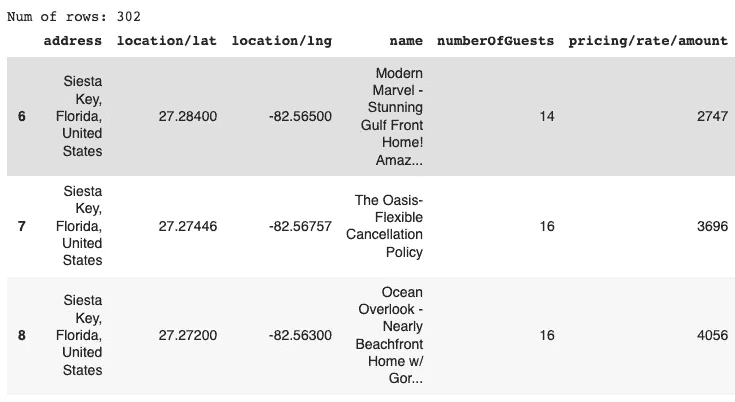 Num of rows: 302
address location/lat location/lng name numberOfGuests pricing/rate/amount
6 Siesta Key, Florida, United States 27.28400 -82.56500 Modern Marvel - Stunning Gulf Front Home! Amaz... 14 2747
7 Siesta Key, Florida, United States 27.27446 -82.56757 The Oasis- Flexible Cancellation Policy 16 3696
8 Siesta Key, Florida, United States 27.27200 -82.56300 Ocean Overlook - Nearly Beachfront Home w/ Gor... 16 4056